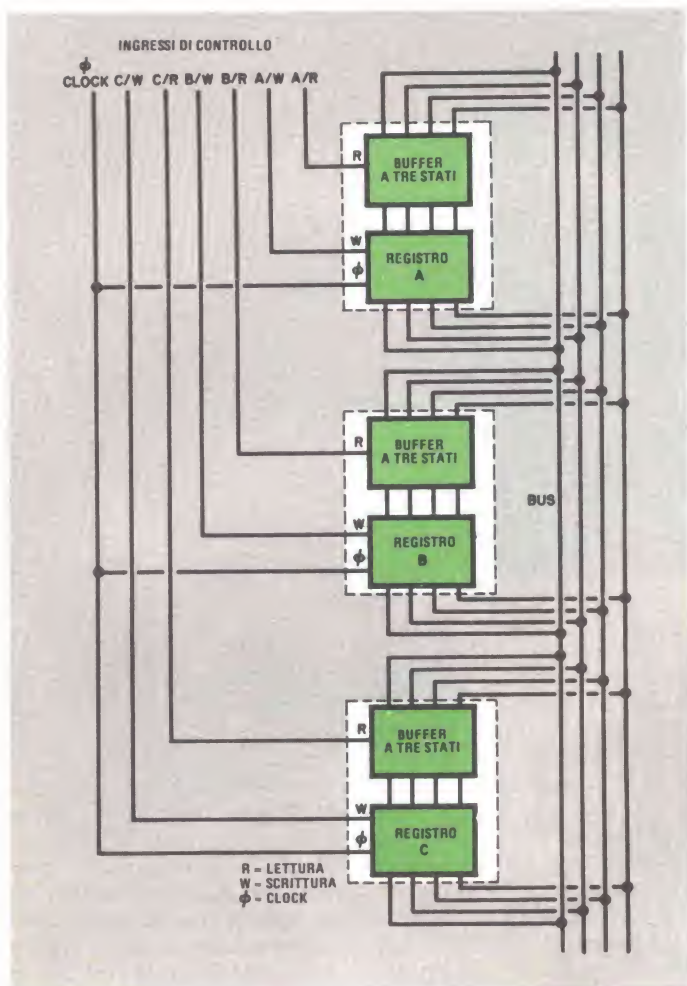 INGRESSI DI CONTROLLO
ϕ
CLOCK C/W C/R B/W B/R A/W A/R
R
BUFFER
A TRE STATI
W
ϕ
REGISTRO
A
R
BUFFER
A TRE STATI
BUS
W
ϕ
REGISTRO
B
R
BUFFER
A TRE STATI
W
ϕ
REGISTRO
C
R = LETTURA
W = SCRITTURA
ϕ = CLOCK